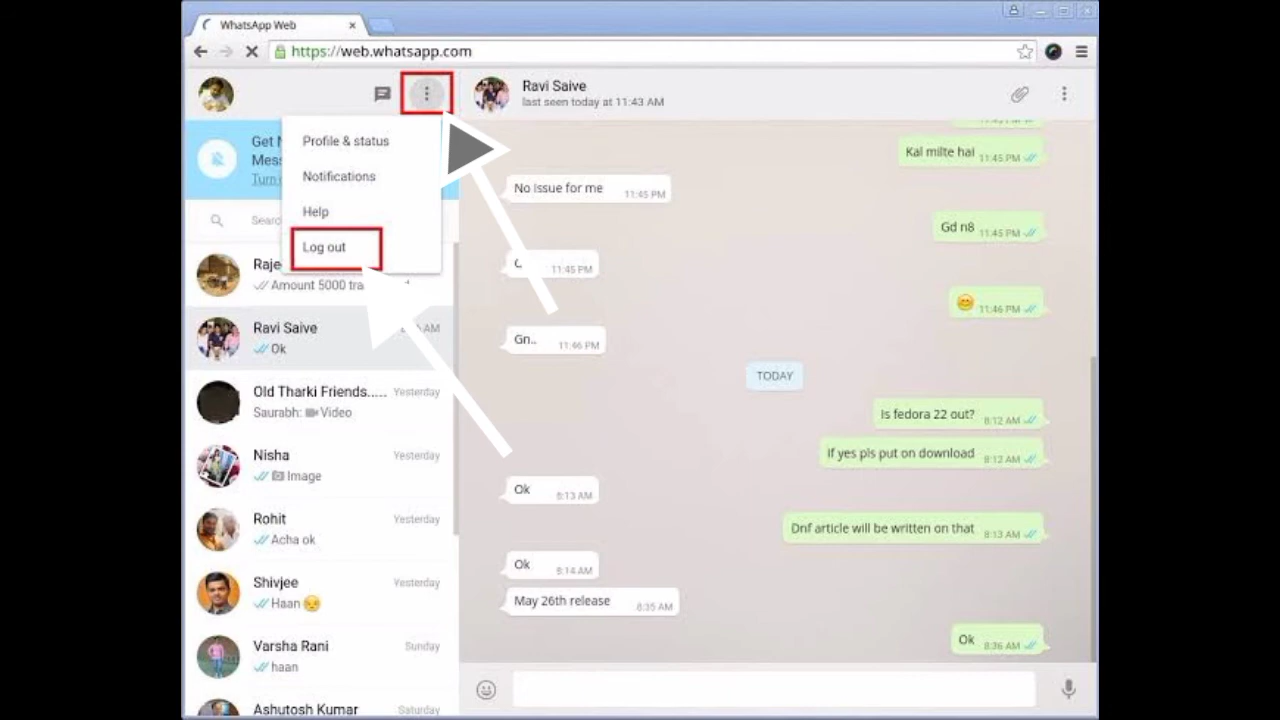 WhatsApp Web
https://web.whatsapp.com
Profile & status
Notifications
Help
Log out
Get
Mess
Turn
Sear
Raje
Amount 5000 tra
Ravi Saive
AM
Ok
Old Tharki Friends.....
Yesterday
Saurabh: Video
Nisha
Yesterday
Image
Rohit
Yesterday
Acha ok
Shivjee
Yesterday
Haan 😒
Varsha Rani
Sunday
haan
Ashutosh Kumar
Saturday
Ravi Saive
last seen today at 11:43 AM
Kal milte hai 11:45 PM
No issue for me 11:45 PM
Gd n8 11:45 PM
11:45 PM
😊 11:46 PM
Gn.. 11:46 PM
TODAY
Is fedora 22 out? 8:12 AM
If yes pls put on download 8:12 AM
Ok 8:13 AM
Dnf article will be written on that 8:13 AM
Ok 8:14 AM
May 26th release 8:35 AM
Ok 8:36 AM